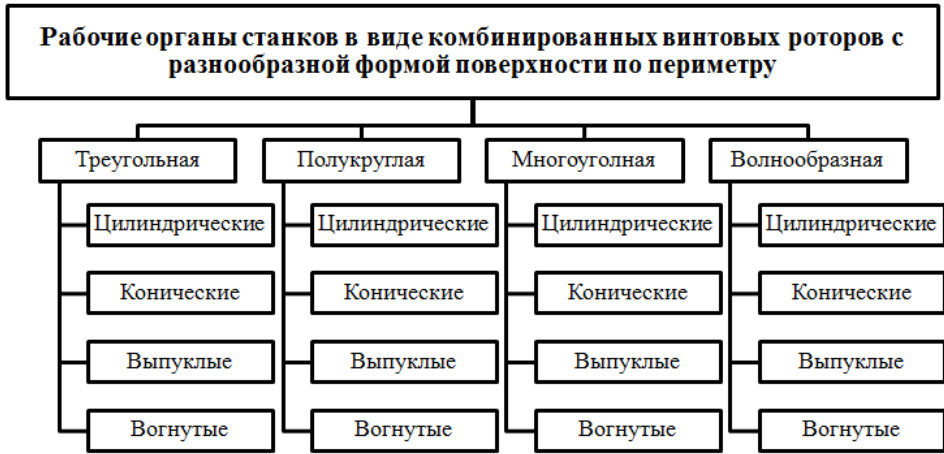 Рабочие органы станков в виде комбинированных винтовых роторов с
разнообразной формой поверхности по периметру
Треугольная
Полукруглая
Многоуголная
Волнообразная
Цилиндрические
Цилиндрические
Цилиндрические
Цилиндрические
Конические
Конические
Конические
Конические
Выпуклые
Выпуклые
Выпуклые
Выпуклые
Вогнутые
Вогнутые
Вогнутые
Вогнутые